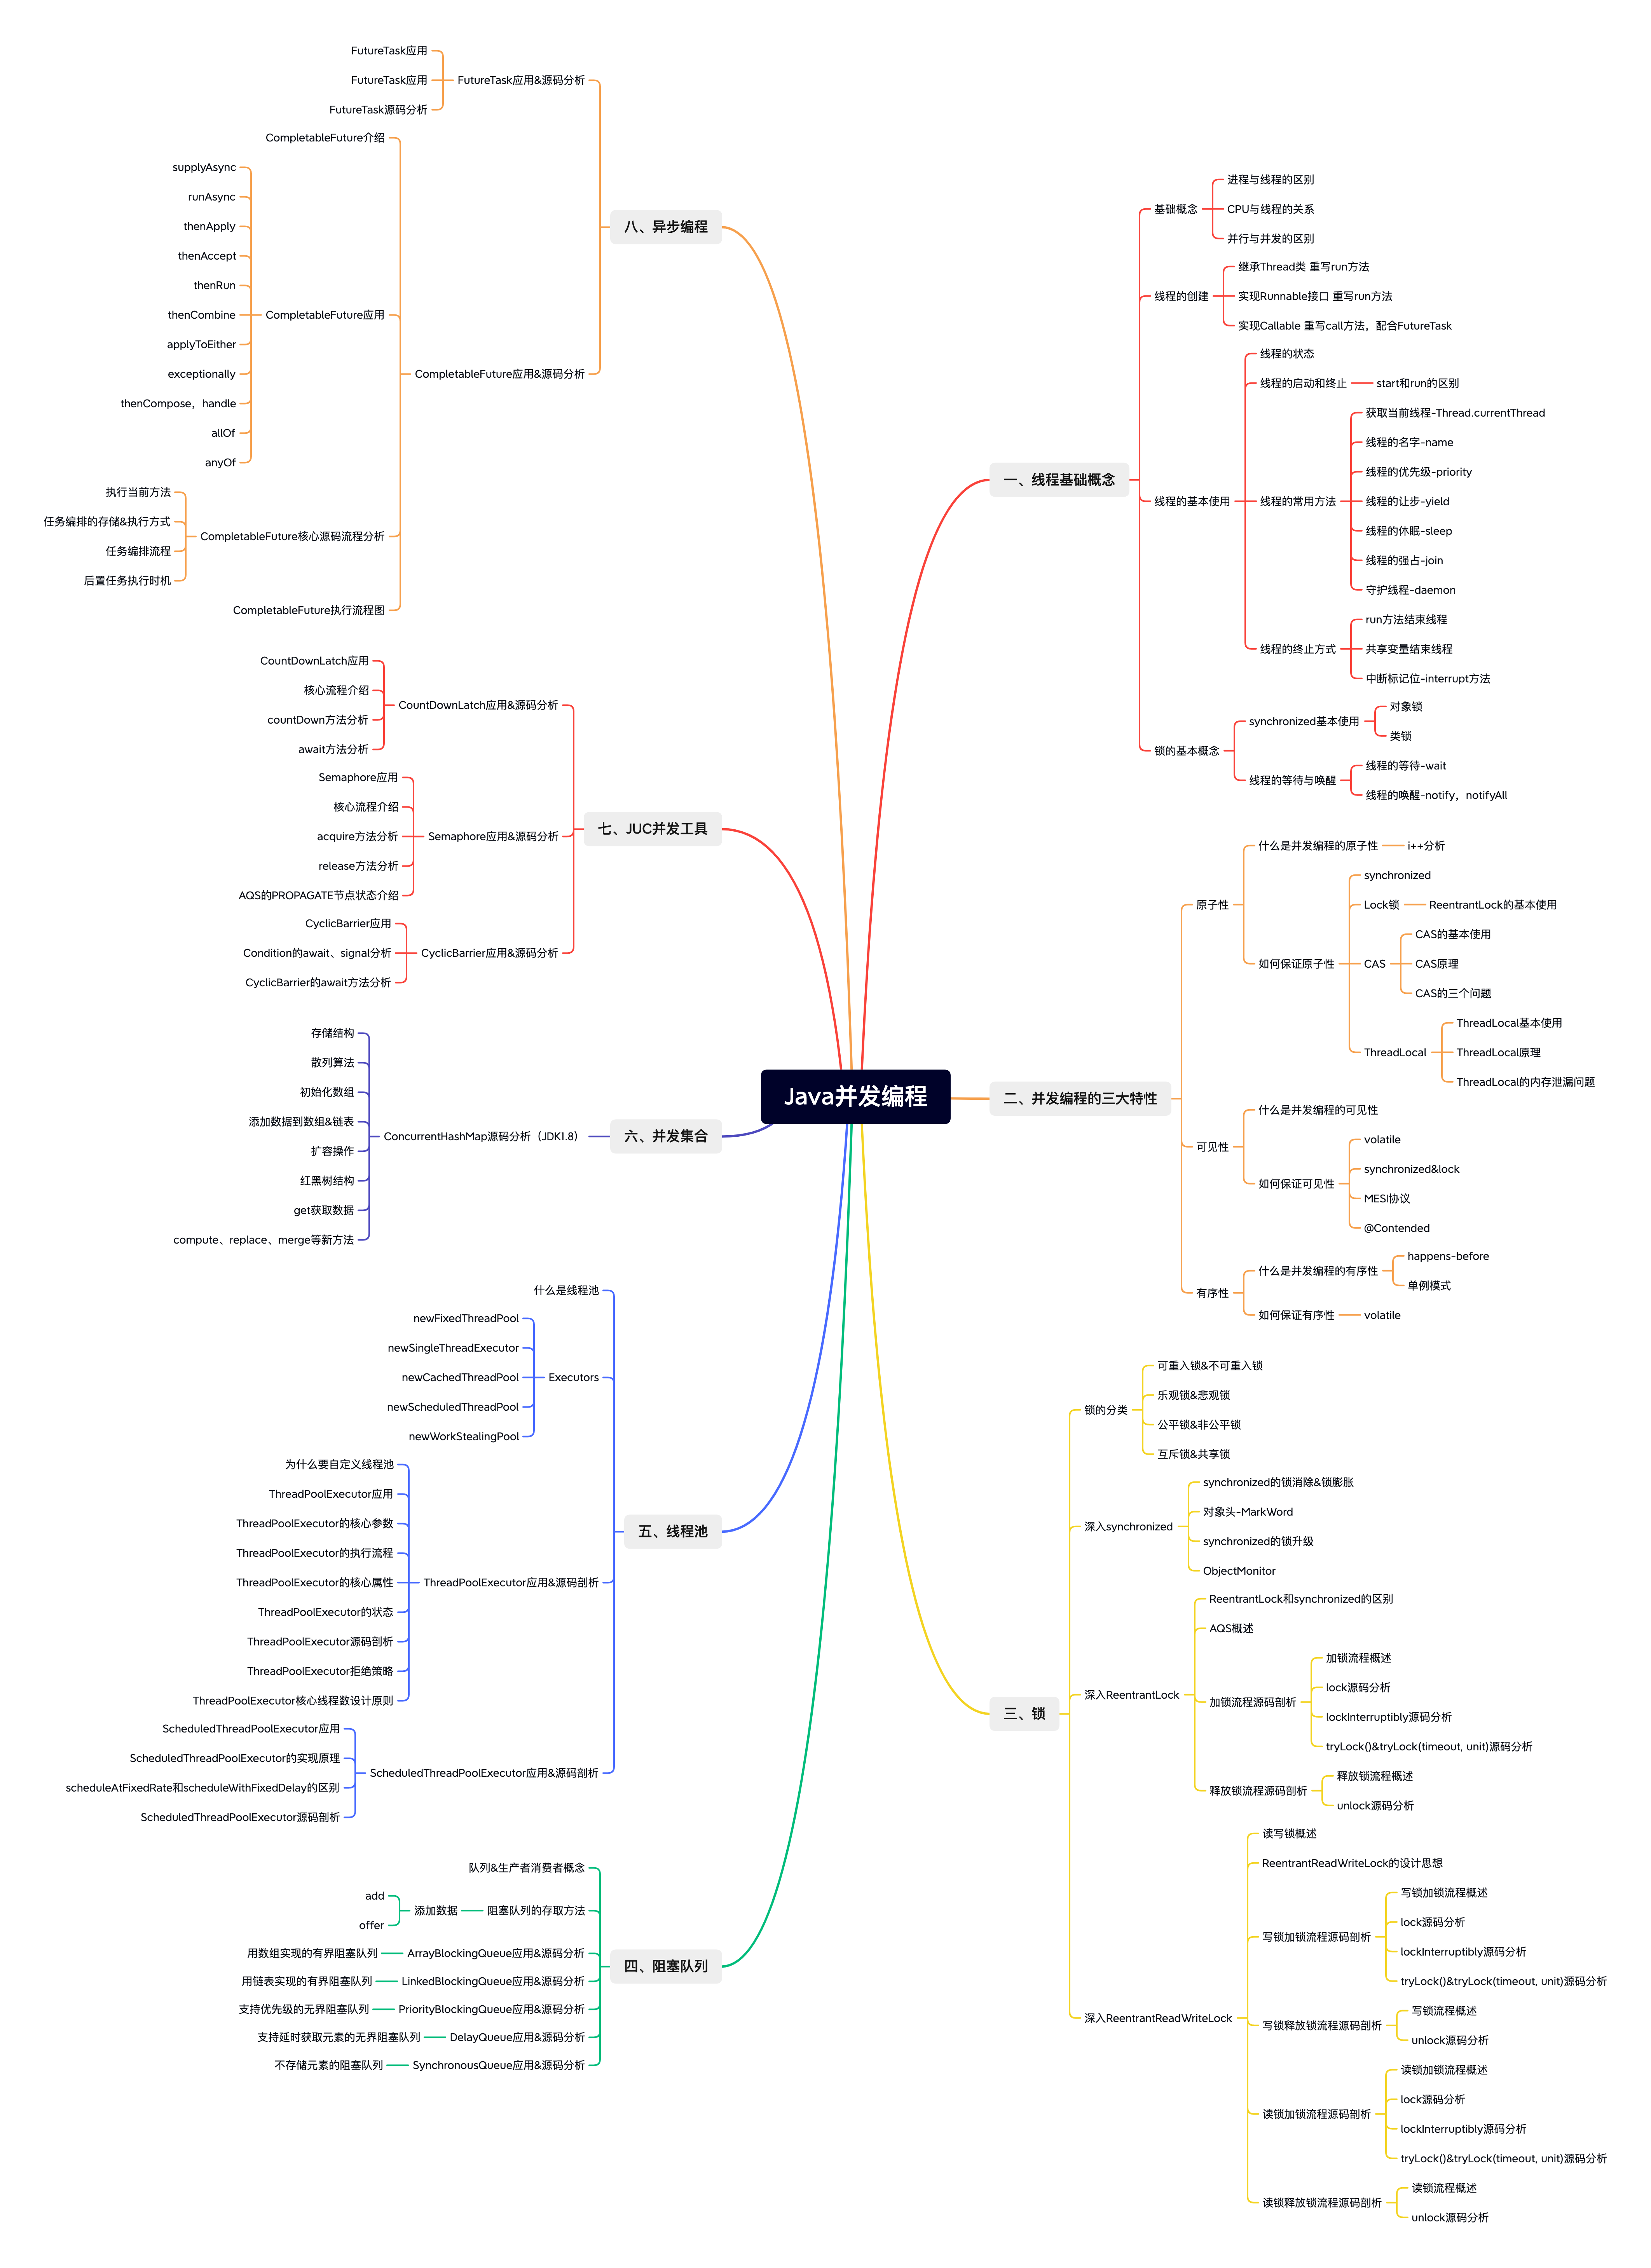 Java并发编程
一、线程基础概念
基础概念
进程与线程的区别
CPU与线程的关系
并行与并发的区别
线程的创建
继承Thread类 重写run方法
实现Runnable接口 重写run方法
实现Callable 重写call方法，配合FutureTask
线程的基本使用
线程的状态
线程的启动和终止
start和run的区别
线程的常用方法
获取当前线程-Thread.currentThread
线程的名字-name
线程的优先级-priority
线程的让步-yield
线程的休眠-sleep
线程的强占-join
守护线程-daemon
线程的终止方式
run方法结束线程
共享变量结束线程
中断标记位-interrupt方法
锁的基本概念
synchronized基本使用
对象锁
类锁
线程的等待与唤醒
线程的等待-wait
线程的唤醒-notify，notifyAll
二、并发编程的三大特性
原子性
什么是并发编程的原子性
i++分析
如何保证原子性
synchronized
Lock锁
ReentrantLock的基本使用
CAS
CAS的基本使用
CAS原理
CAS的三个问题
ThreadLocal
ThreadLocal基本使用
ThreadLocal原理
ThreadLocal的内存泄漏问题
可见性
什么是并发编程的可见性
如何保证可见性
volatile
synchronized&lock
MESI协议
@Contended
有序性
什么是并发编程的有序性
happens-before
单例模式
如何保证有序性
volatile
三、锁
锁的分类
可重入锁&不可重入锁
乐观锁&悲观锁
公平锁&非公平锁
互斥锁&共享锁
深入synchronized
synchronized的锁消除&锁膨胀
对象头-MarkWord
synchronized的锁升级
ObjectMonitor
深入ReentrantLock
ReentrantLock和synchronized的区别
AQS概述
加锁流程源码剖析
加锁流程概述
lock源码分析
lockInterruptibly源码分析
tryLock()&tryLock(timeout, unit)源码分析
释放锁流程源码剖析
释放锁流程概述
unlock源码分析
深入ReentrantReadWriteLock
读写锁概述
ReentrantReadWriteLock的设计思想
写锁加锁流程源码剖析
写锁加锁流程概述
lock源码分析
lockInterruptibly源码分析
tryLock()&tryLock(timeout, unit)源码分析
写锁释放锁流程源码剖析
写锁流程概述
unlock源码分析
读锁加锁流程源码剖析
读锁加锁流程概述
lock源码分析
lockInterruptibly源码分析
tryLock()&tryLock(timeout, unit)源码分析
读锁释放锁流程源码剖析
读锁流程概述
unlock源码分析
四、阻塞队列
队列&生产者消费者概念
阻塞队列的存取方法
添加数据
add
offer
ArrayBlockingQueue应用&源码分析
用数组实现的有界阻塞队列
LinkedBlockingQueue应用&源码分析
用链表实现的有界阻塞队列
PriorityBlockingQueue应用&源码分析
支持优先级的无界阻塞队列
DelayQueue应用&源码分析
支持延时获取元素的无界阻塞队列
SynchronousQueue应用&源码分析
不存储元素的阻塞队列
五、线程池
什么是线程池
Executors
newFixedThreadPool
newSingleThreadExecutor
newCachedThreadPool
newScheduledThreadPool
newWorkStealingPool
ThreadPoolExecutor应用&源码剖析
为什么要自定义线程池
ThreadPoolExecutor应用
ThreadPoolExecutor的核心参数
ThreadPoolExecutor的执行流程
ThreadPoolExecutor的核心属性
ThreadPoolExecutor的状态
ThreadPoolExecutor源码剖析
ThreadPoolExecutor拒绝策略
ThreadPoolExecutor核心线程数设计原则
ScheduledThreadPoolExecutor应用&源码剖析
ScheduledThreadPoolExecutor应用
ScheduledThreadPoolExecutor的实现原理
scheduleAtFixedRate和scheduleWithFixedDelay的区别
ScheduledThreadPoolExecutor源码剖析
六、并发集合
ConcurrentHashMap源码分析（JDK1.8）
存储结构
散列算法
初始化数组
添加数据到数组&链表
扩容操作
红黑树结构
get获取数据
compute、replace、merge等新方法
七、JUC并发工具
CountDownLatch应用&源码分析
CountDownLatch应用
核心流程介绍
countDown方法分析
await方法分析
Semaphore应用&源码分析
Semaphore应用
核心流程介绍
acquire方法分析
release方法分析
AQS的PROPAGATE节点状态介绍
CyclicBarrier应用&源码分析
CyclicBarrier应用
Condition的await、signal分析
CyclicBarrier的await方法分析
八、异步编程
FutureTask应用&源码分析
FutureTask应用
FutureTask应用
FutureTask源码分析
CompletableFuture应用&源码分析
CompletableFuture介绍
CompletableFuture应用
supplyAsync
runAsync
thenApply
thenAccept
thenRun
thenCombine
applyToEither
exceptionally
thenCompose，handle
allOf
anyOf
CompletableFuture核心源码流程分析
执行当前方法
任务编排的存储&执行方式
任务编排流程
后置任务执行时机
CompletableFuture执行流程图